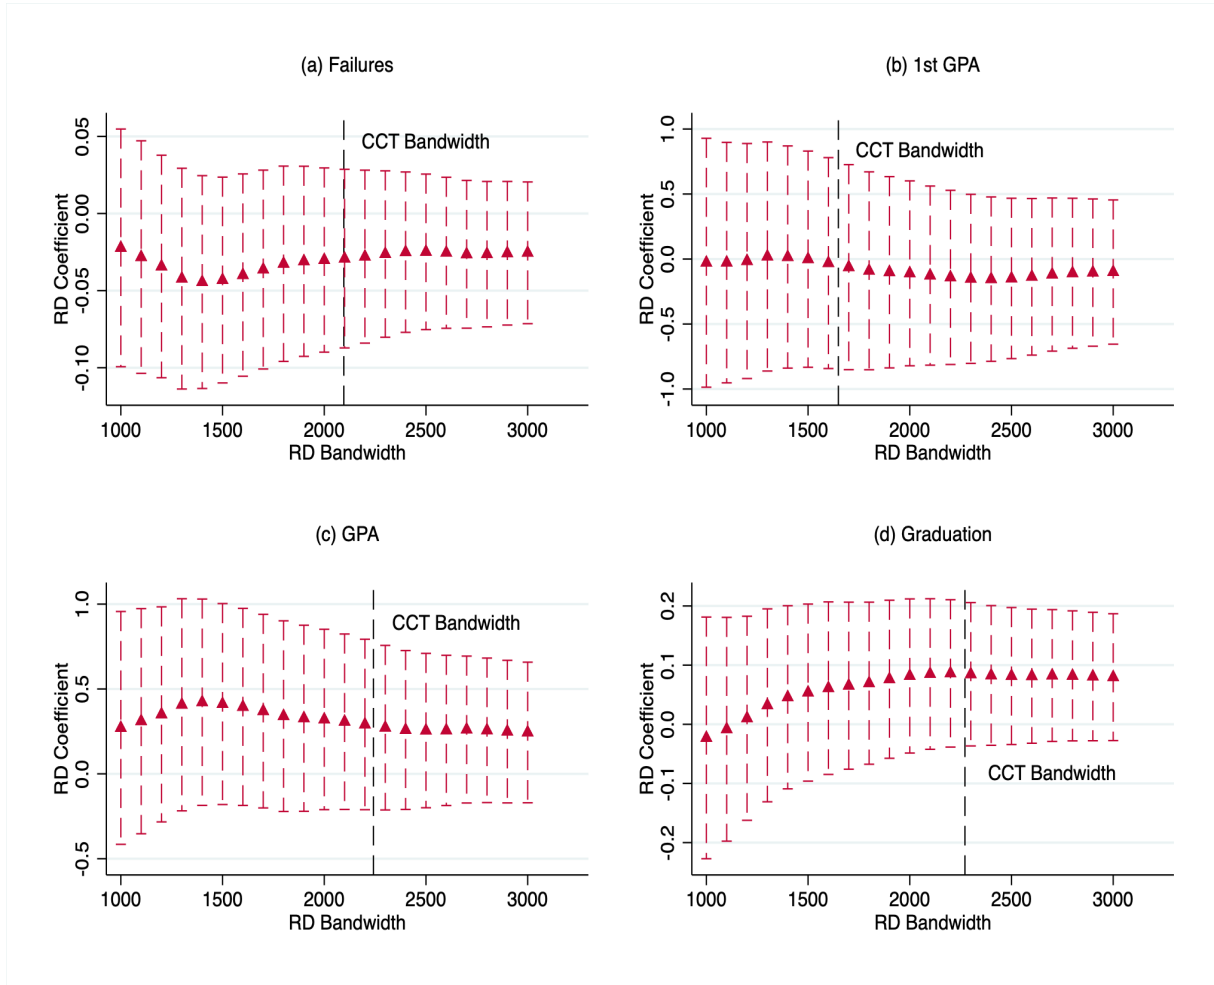 (a) Failures
CCT Bandwidth
RD Coefficient
0.05
0.00
-0.05
-0.10
1000 1500 2000 2500 3000
RD Bandwidth
(b) 1st GPA
CCT Bandwidth
RD Coefficient
1.0
0.5
0.0
-0.5
-1.0
1000 1500 2000 2500 3000
RD Bandwidth
(c) GPA
CCT Bandwidth
RD Coefficient
1.0
0.5
0.0
-0.5
1000 1500 2000 2500 3000
RD Bandwidth
(d) Graduation
CCT Bandwidth
RD Coefficient
0.2
0.1
0.0
-0.1
-0.2
1000 1500 2000 2500 3000
RD Bandwidth